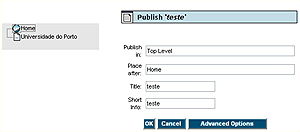 Home
Universidade do Porto
Publish 'teste'
Publish in: Top Level
Place after: Home
Title: teste
Short Info: teste
OK Cancel Advanced Options